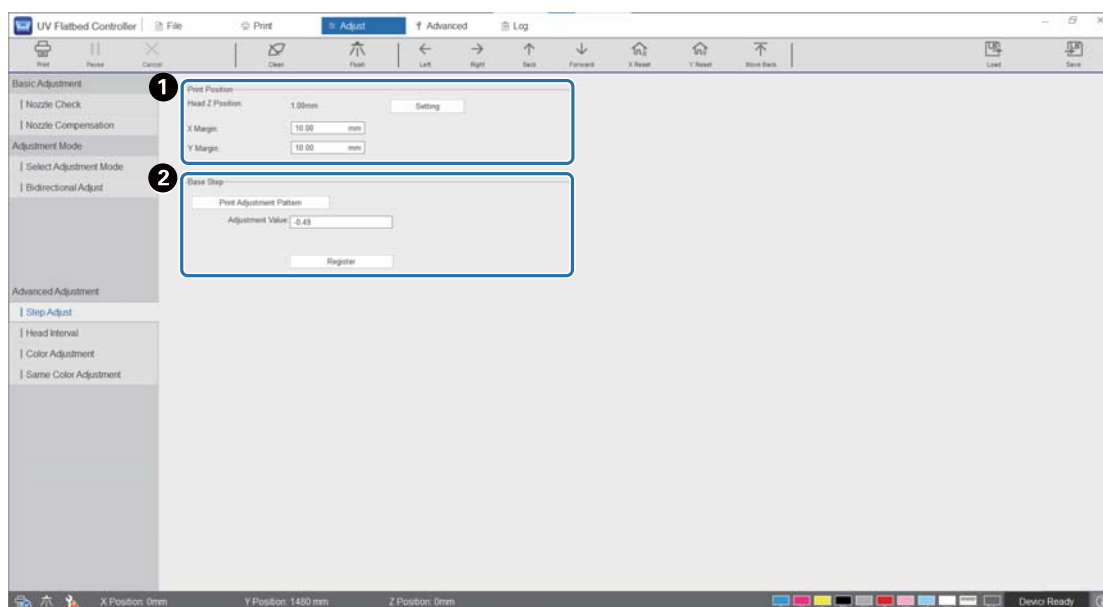 UV Flatbed Controller File Print Adjust Advanced Log
Print Pause Cancel Clean Flush Left Right Back Forward X Reset Y Reset Move Back Load Save
Basic Adjustment
Nozzle Check
Nozzle Compensation
Adjustment Mode
Select Adjustment Mode
Bidirectional Adjust
Advanced Adjustment
Step Adjust
Head Interval
Color Adjustment
Same Color Adjustment
1
Print Position
Head Z Position: 1.00mm Setting
X Margin: 10.00 mm
Y Margin: 10.00 mm
2
Base Step
Print Adjustment Pattern
Adjustment Value: -0.49
Register
X Position: 0mm Y Position: 1480 mm Z Position: 0mm Device Ready